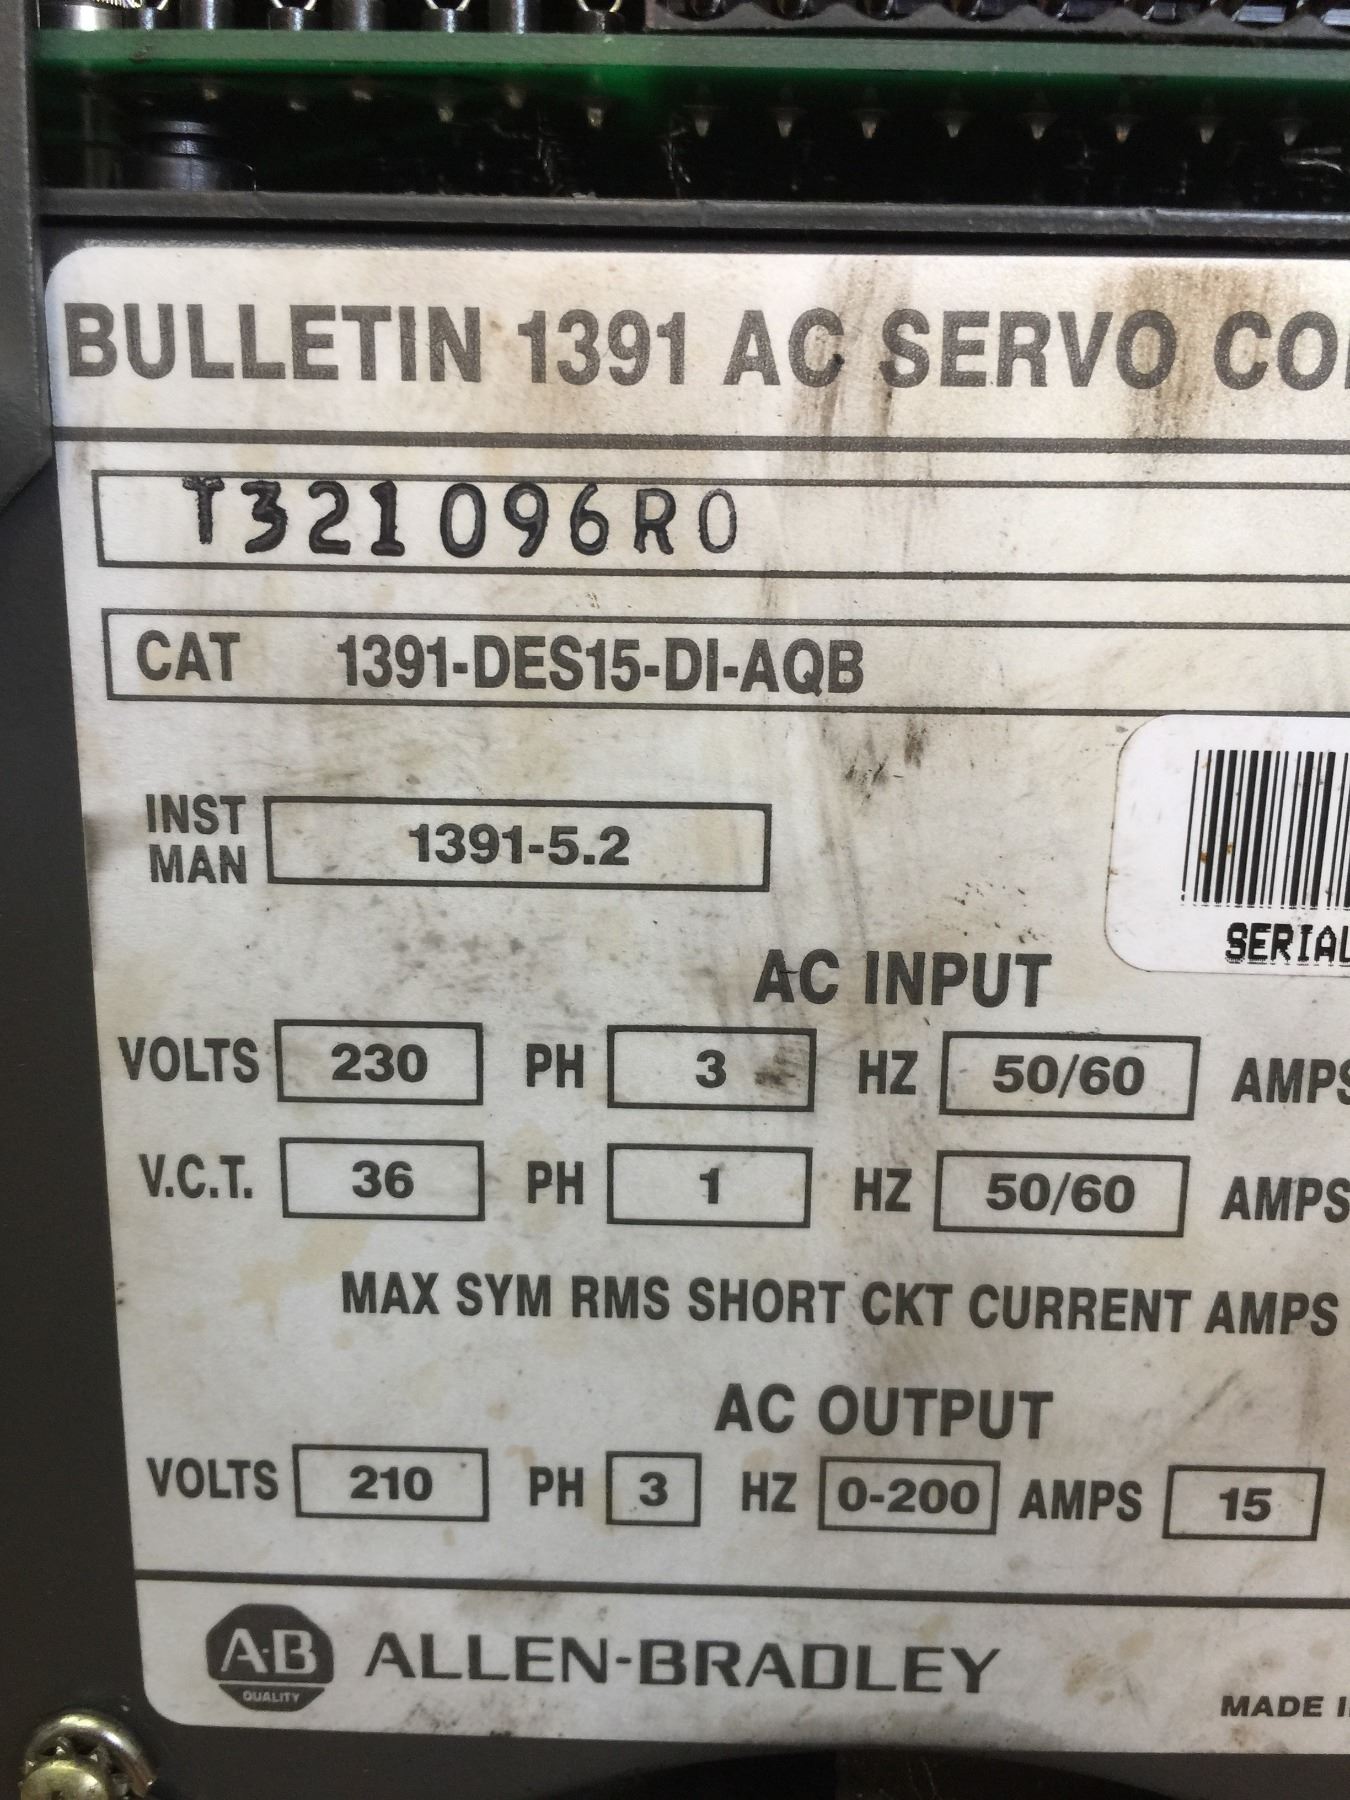 BULLETIN 1391 AC SERVO CO
T321096R0
CAT 1391-DES15-DI-AQB
INST MAN 1391-5.2
SERIAL
AC INPUT
VOLTS 230 PH 3 HZ 50/60 AMPS
V.C.T. 36 PH 1 HZ 50/60 AMPS
MAX SYM RMS SHORT CKT CURRENT AMPS
AC OUTPUT
VOLTS 210 PH 3 HZ 0-200 AMPS 15
A-B QUALITY ALLEN-BRADLEY
MADE